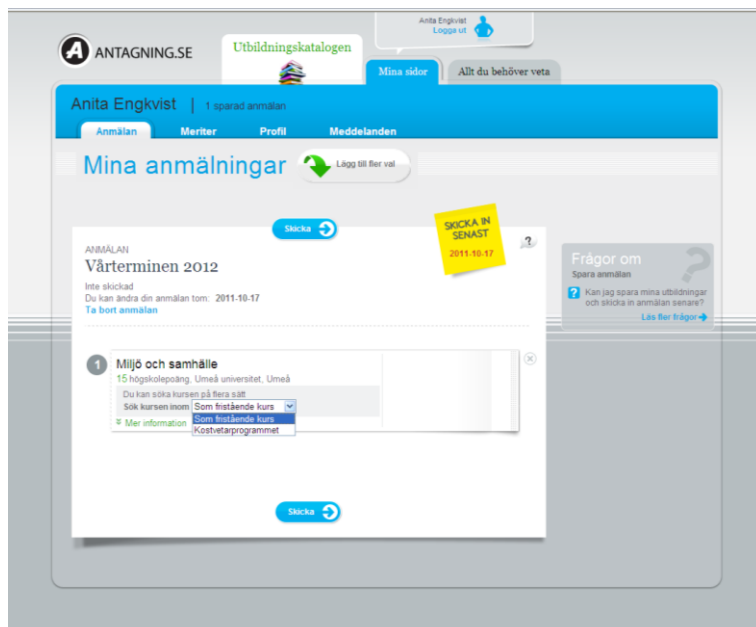 Anita Engkvist
Logga ut
ANTAGNING.SE
Utbildningskatalogen
Mina sidor
Allt du behöver veta
Anita Engkvist | 1 sparad anmälan
Anmälan
Meriter
Profil
Meddelanden
Mina anmälningar
Lägg till fler val
Skicka
SKICKA IN
SENAST
2011-10-17
?
ANMÄLAN
Vårterminen 2012
Inte skickad
Du kan ändra din anmälan tom: 2011-10-17
Ta bort anmälan
Frågor om
Spara anmälan
?
? Kan jag spara mina utbildningar
och skicka in anmälan senare?
Läs fler frågor
1
Miljö och samhälle
15 högskolepoäng, Umeå universitet, Umeå
Du kan söka kursen på flera sätt
Sök kursen inom Som fristående kurs
Som fristående kurs
Kostvetarprogrammet
Mer information
Skicka